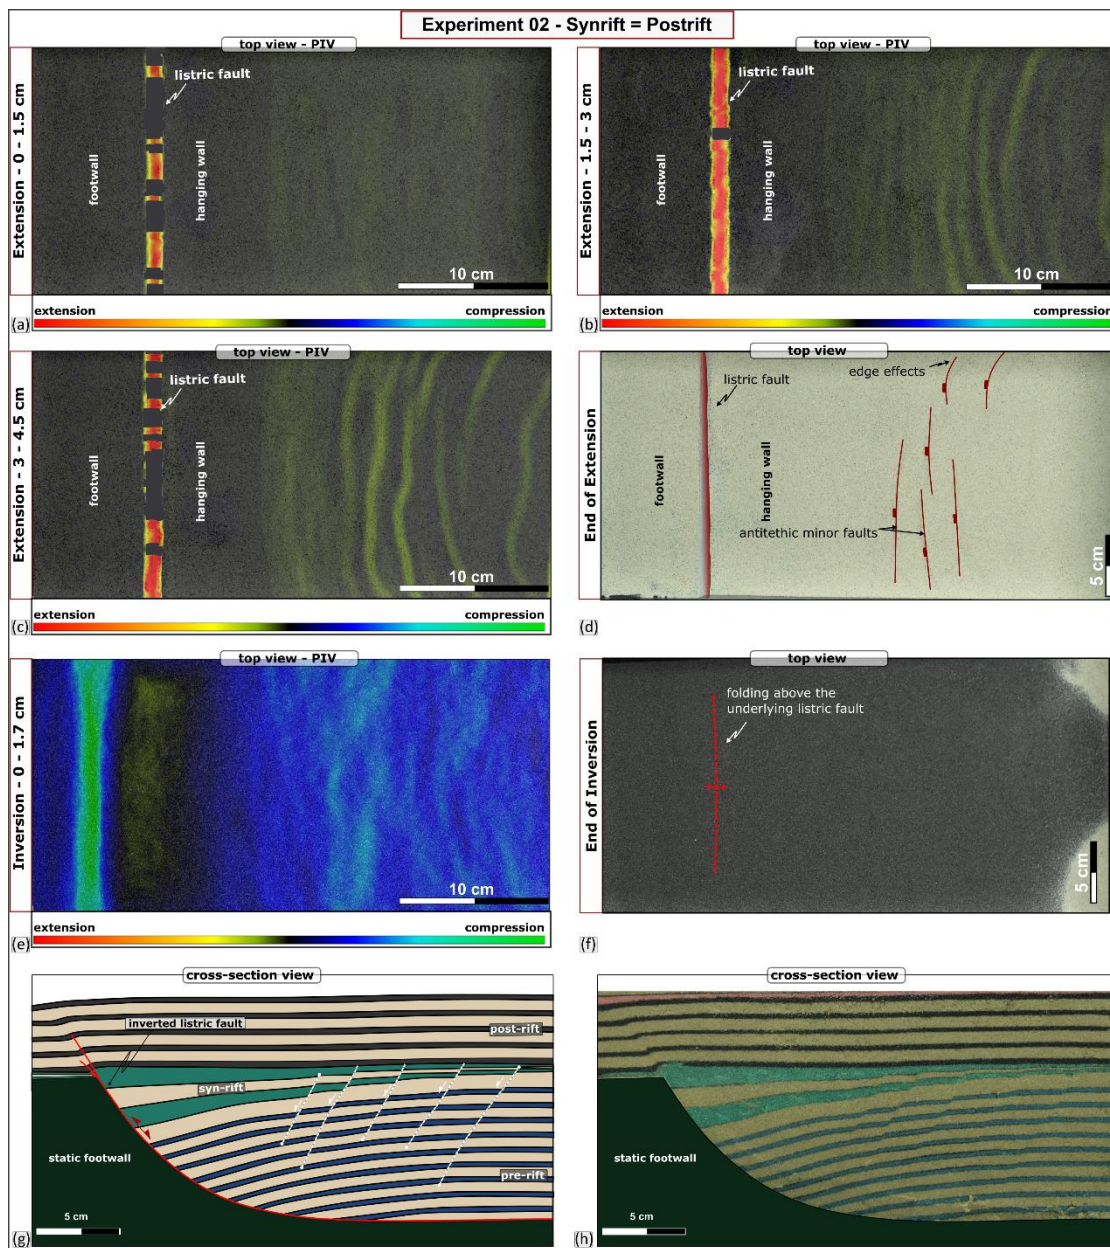 Experiment 02 - Synrift = Postrift
top view - PIV
Extension - 0 - 1.5cm
listric fault
footwall
hanging wall
10 cm
extension
compression
(a)
top view - PIV
Extension - 1.5 - 3 cm
listric fault
footwall
hanging wall
10 cm
extension
compression
(b)
top view - PIV
Extension - 3 - 4.5cm
listric fault
footwall
hanging wall
10 cm
extension
compression
(c)
top view
End of Extension
edge effects
listric fault
footwall
hanging wall
antitethic minor faults
5 cm
(d)
top view - PIV
Inversion - 0 - 1.7 cm
10 cm
extension
compression
(e)
top view
End of Inversion
folding above the
underlying listric fault
5 cm
(f)
cross-section view
inverted listric fault
post-rift
syn-rift
static footwall
pre-rift
5 cm
(g)
cross-section view
static footwall
5 cm
(h)